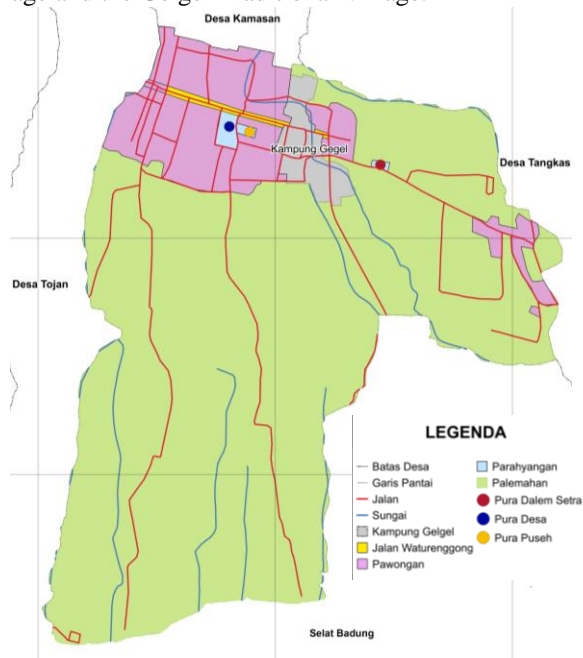 Desa Kamasan
Kampung Gegel
Desa Tangkas
Desa Tojan
LEGENDA
Batas Desa
Garis Pantai
Jalan
Sungai
Kampung Gelgel
Jalan Waturenggong
Pawongan
Parahyangan
Palemahan
Pura Dalem Setra
Pura Desa
Pura Puseh
Selat Badung